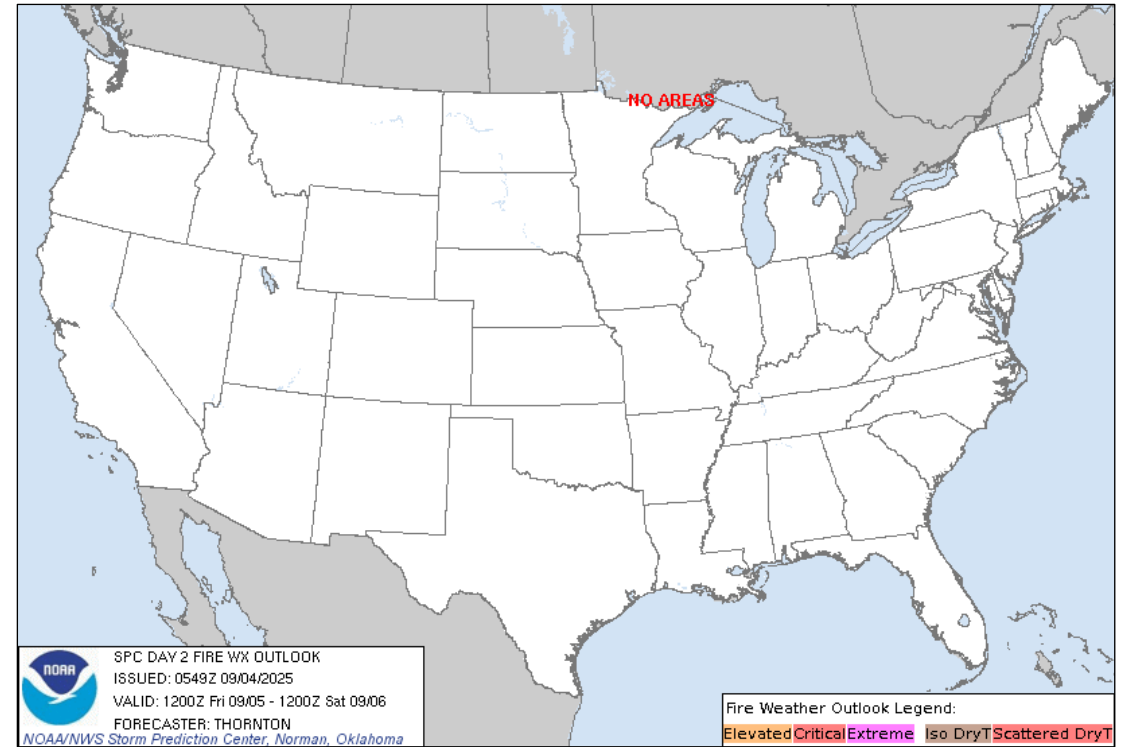 NO AREAS
NOAA
SPC DAY 2 FIRE WX OUTLOOK
ISSUED: 0549Z 09/04/2025
VALID: 1200Z Fri 09/05 - 1200Z Sat 09/06
FORECASTER: THORNTON
NOAA/NWS Storm Prediction Center, Norman, Oklahoma
Fire Weather Outlook Legend:
Elevated Critical Extreme Iso DryT Scattered DryT